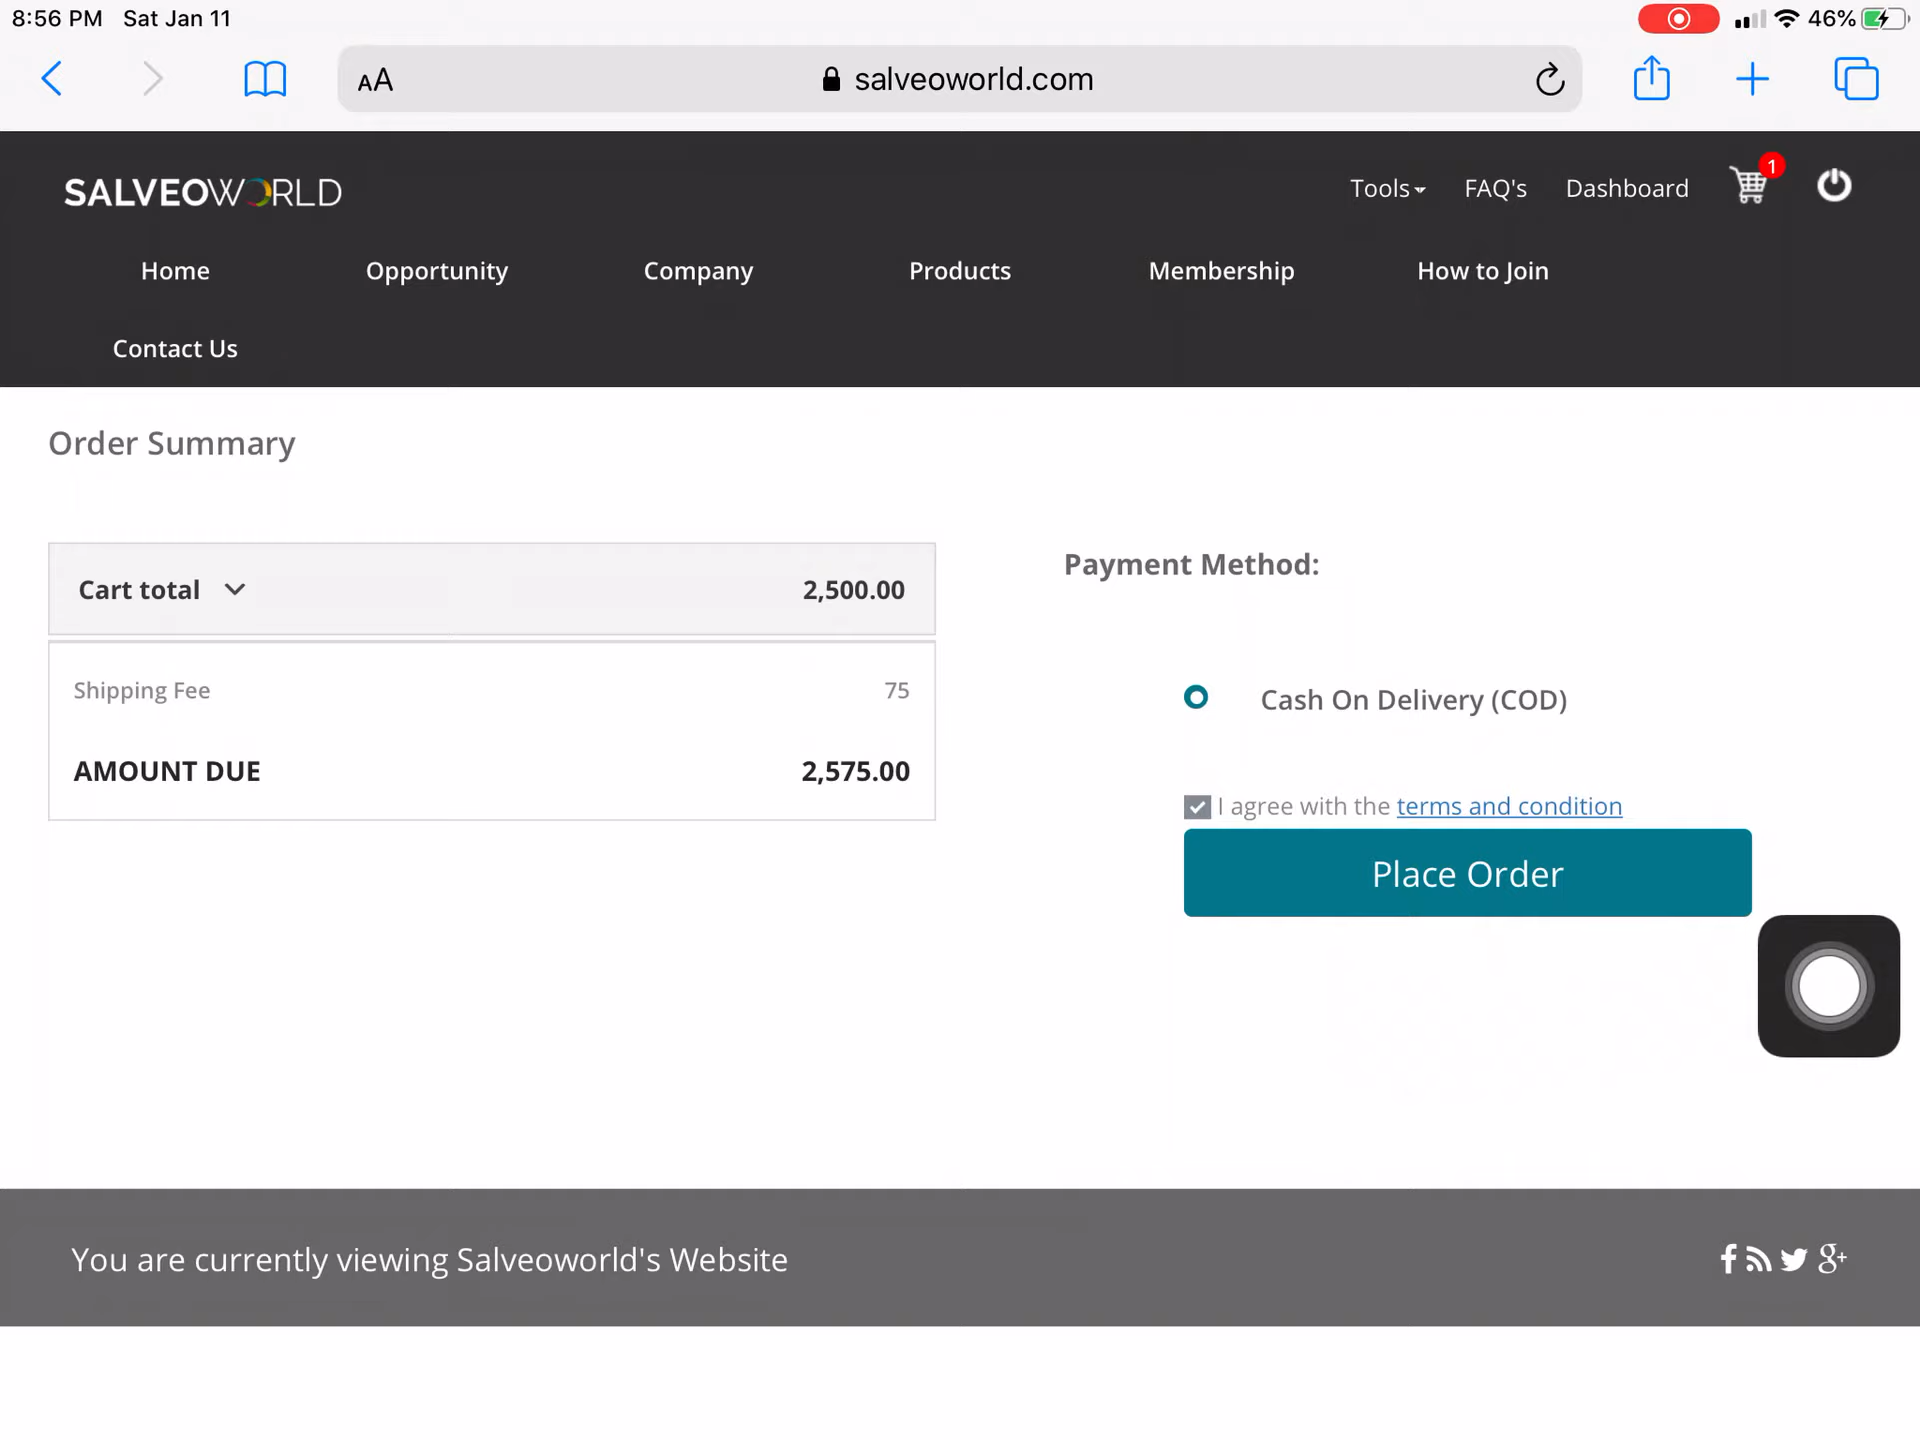 8:56 PM Sat Jan 11
46%
AA
salveoworld.com
SALVEOWORLD
Tools
FAQ's
Dashboard
1
Home
Opportunity
Company
Products
Membership
How to Join
Contact Us
Order Summary
Cart total 2,500.00
Shipping Fee 75
AMOUNT DUE 2,575.00
Payment Method:
Cash On Delivery (COD)
I agree with the terms and condition
Place Order
You are currently viewing Salveoworld's Website